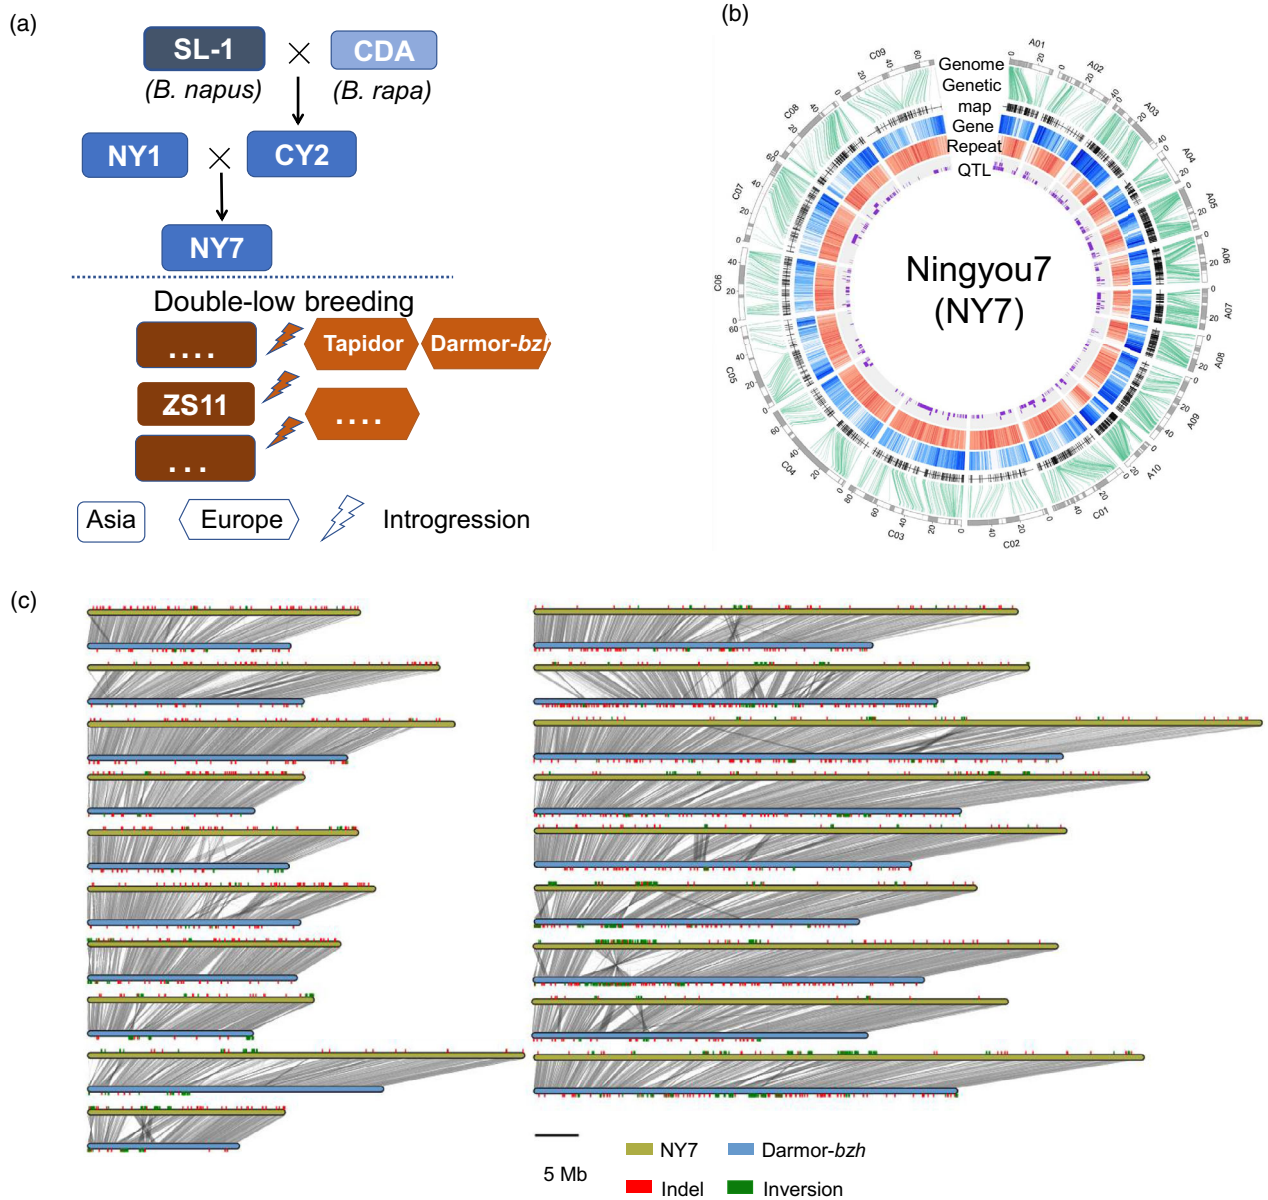 (a)
SL-1
CDA
(B. napus)
(B. rapa)
NY1
CY2
NY7
Double-low breeding
....
Tapidor
Darmor-bzh
ZS11
....
...
Asia
Europe
Introgression
(b)
Genome
Genetic
map
Gene
Repeat
QTL
Ningyou7
(NY7)
A01
A02
A03
A04
A05
A06
A07
A08
A09
A10
C01
C02
C03
C04
C05
C06
C07
C08
C09
(c)
5 Mb
NY7
Darmor-bzh
Indel
Inversion